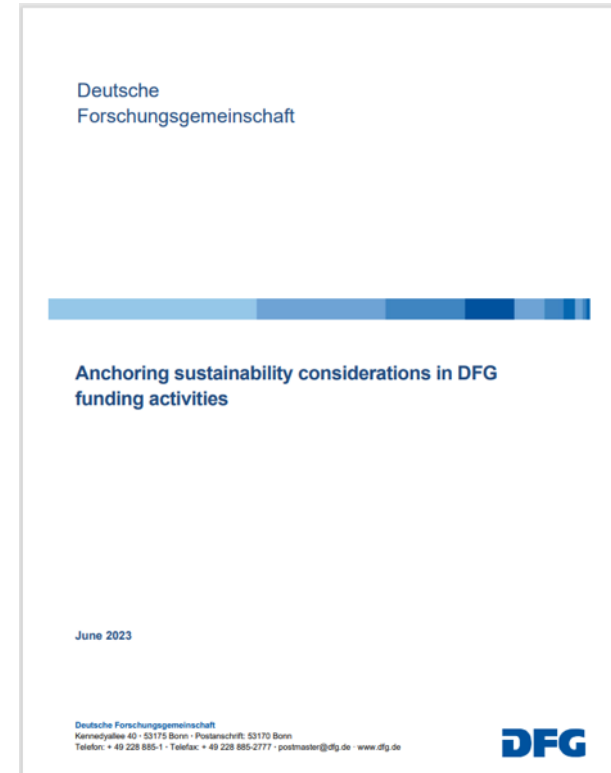 Deutsche
Forschungsgemeinschaft
Anchoring sustainability considerations in DFG
funding activities
June 2023
Deutsche Forschungsgemeinschaft
Kennedyallee 40 · 53175 Bonn · Postanschrift: 53170 Bonn
Telefon: + 49 228 885-1 · Telefax: + 49 228 885-2777 · postmaster@dfg.de · www.dfg.de
DFG